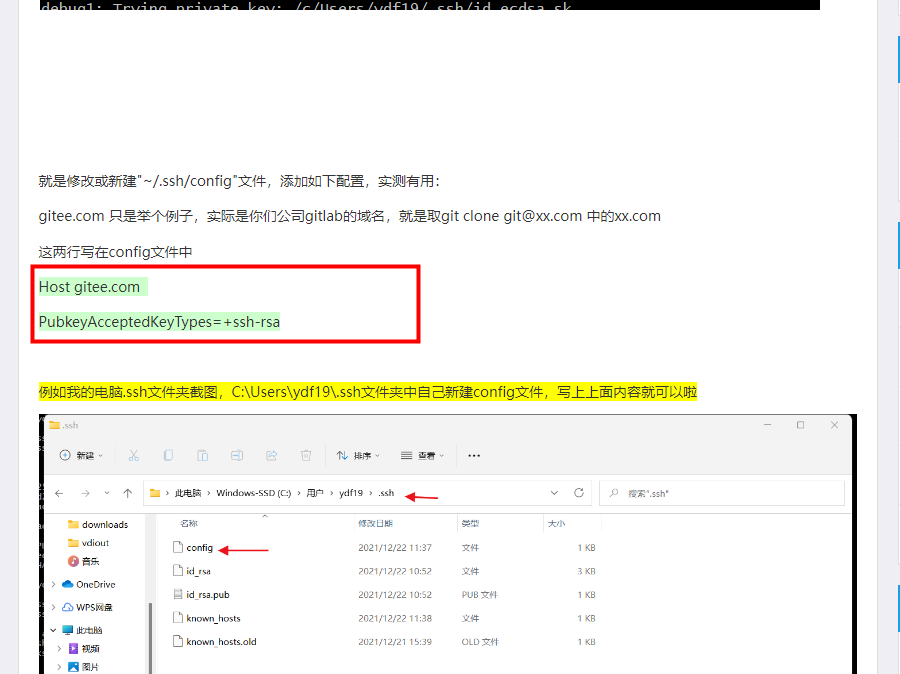 debug1: Trying private key: /c/Users/ydf19/.ssh/id_ecdsa_sk
就是修改或新建"~/.ssh/config"文件，添加如下配置，实测有用：
gitee.com 只是举个例子，实际是你们公司gitlab的域名，就是取git clone git@xx.com 中的xx.com
这两行写在config文件中
Host gitee.com
PubkeyAcceptedKeyTypes=+ssh-rsa
例如我的电脑.ssh文件夹截图，C:\Users\ydf19\.ssh文件夹中自己新建config文件，写上上面内容就可以啦
.ssh
新建 排序 查看
此电脑 › Windows-SSD (C:) › 用户 › ydf19 › .ssh 搜索".ssh"
名称 修改日期 类型 大小
downloads
vdiout
音乐
OneDrive
WPS网盘
此电脑
视频
图片
config 2021/12/22 11:37 文件 1 KB
id_rsa 2021/12/22 10:52 文件 3 KB
id_rsa.pub 2021/12/22 10:52 PUB 文件 1 KB
known_hosts 2021/12/22 11:38 文件 1 KB
known_hosts.old 2021/12/21 15:39 OLD 文件 1 KB